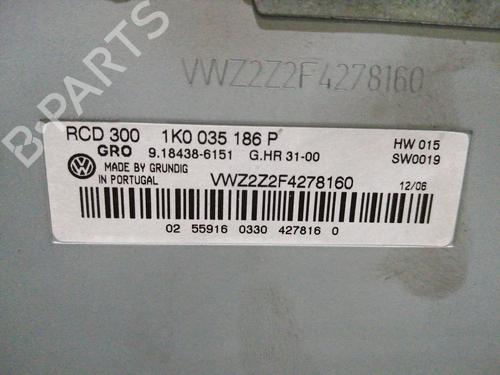 B-PARTS
VWZ2Z2F4278160
RCD 300 1K0 035 186 P
GRO 9.18438-6151 G.HR 31-00
HW 015
SW0019
MADE BY GRUNDIG
IN PORTUGAL
VWZ2Z2F4278160
12/06
02 55916 0330 427816 0